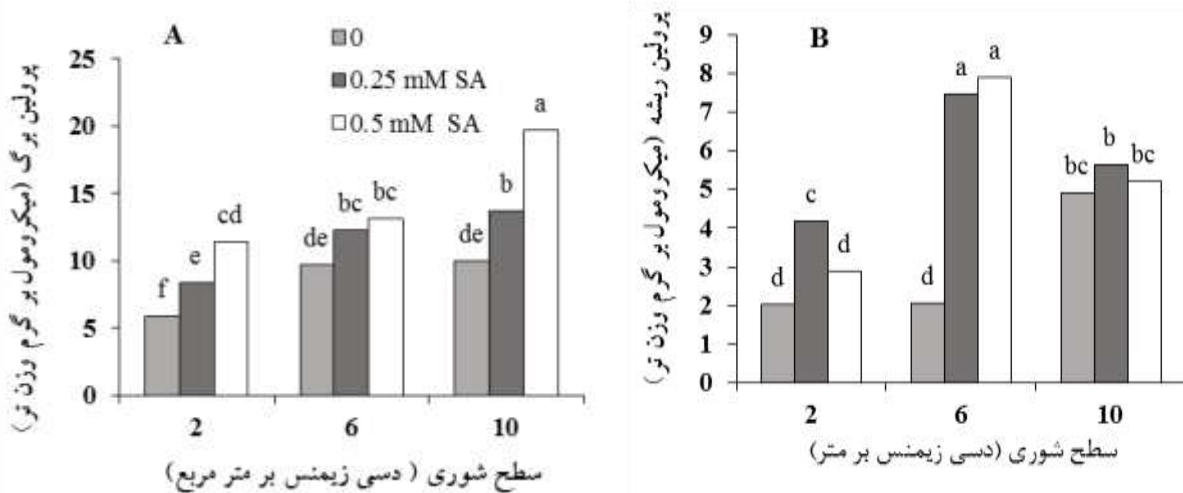 A
0
0.25 mM SA
0.5 mM SA
پرولین برگ (میکرومول بر گرم وزن تر)
25
20
15
10
5
0
f
e
cd
de
bc
bc
de
b
a
2
6
10
سطح شوری ( دسی زیمنس بر متر مربع)
B
پرولین ریشه (میکرومول بر گرم وزن تر)
9
8
7
6
5
4
3
2
1
0
d
c
d
d
a
a
bc
b
bc
2
6
10
سطح شوری (دسی زیمنس بر متر)